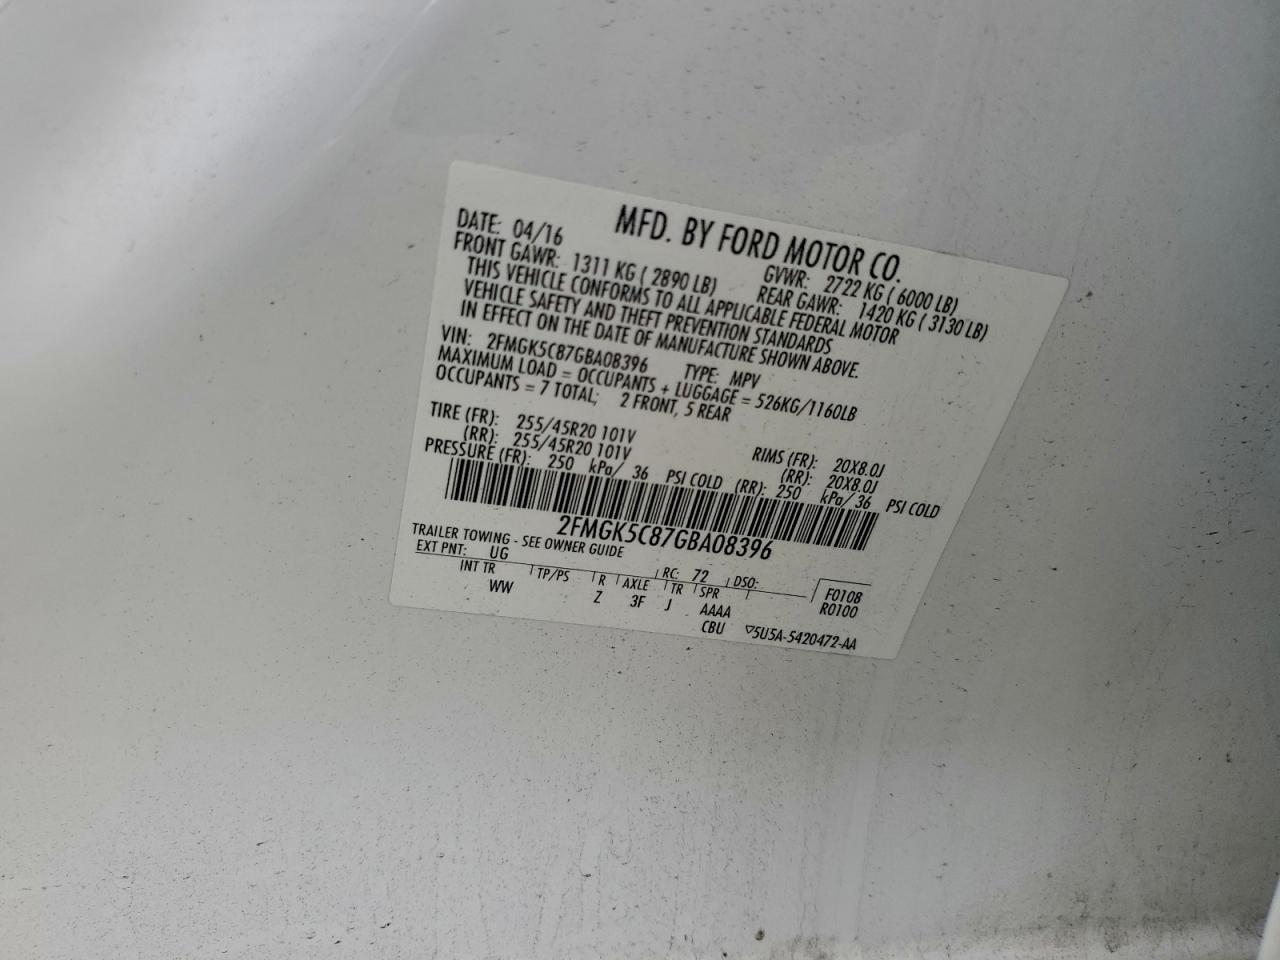 MFD. BY FORD MOTOR CO.
DATE: 04/16 GVWR: 2722 KG ( 6000 LB)
FRONT GAWR: 1311 KG ( 2890 LB) REAR GAWR: 1420 KG ( 3130 LB)
THIS VEHICLE CONFORMS TO ALL APPLICABLE FEDERAL MOTOR
VEHICLE SAFETY AND THEFT PREVENTION STANDARDS
IN EFFECT ON THE DATE OF MANUFACTURE SHOWN ABOVE.
VIN: 2FMGK5C87GBA08396 TYPE: MPV
MAXIMUM LOAD = OCCUPANTS + LUGGAGE = 526KG/1160LB
OCCUPANTS = 7 TOTAL; 2 FRONT, 5 REAR
TIRE (FR): 255/45R20 101V RIMS (FR): 20X8.0J
(RR): 255/45R20 101V (RR): 20X8.0J
PRESSURE (FR): 250 kPa/ 36 PSI COLD (RR): 250 kPa/ 36 PSI COLD
2FMGK5C87GBA08396
TRAILER TOWING - SEE OWNER GUIDE
EXT PNT: UG RC: 72 DSO: F0108
INT TR TP/PS R AXLE TR SPR R0100
WW Z 3F J AAAA
CBU ▽5U5A-5420472-AA